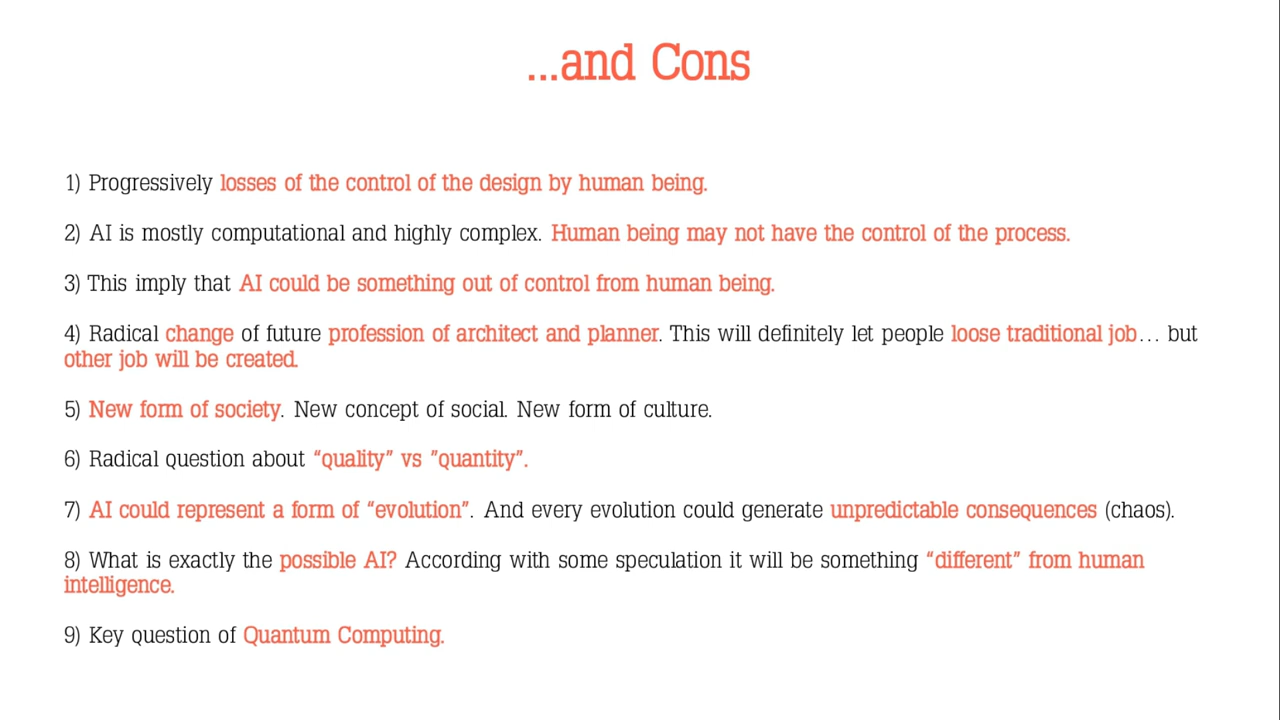 ...and Cons
1) Progressively losses of the control of the design by human being.
2) AI is mostly computational and highly complex. Human being may not have the control of the process.
3) This imply that AI could be something out of control from human being.
4) Radical change of future profession of architect and planner. This will definitely let people loose traditional job... but
other job will be created.
5) New form of society. New concept of social. New form of culture.
6) Radical question about “quality” vs ”quantity”.
7) AI could represent a form of “evolution”. And every evolution could generate unpredictable consequences (chaos).
8) What is exactly the possible AI? According with some speculation it will be something “different” from human
intelligence.
9) Key question of Quantum Computing.